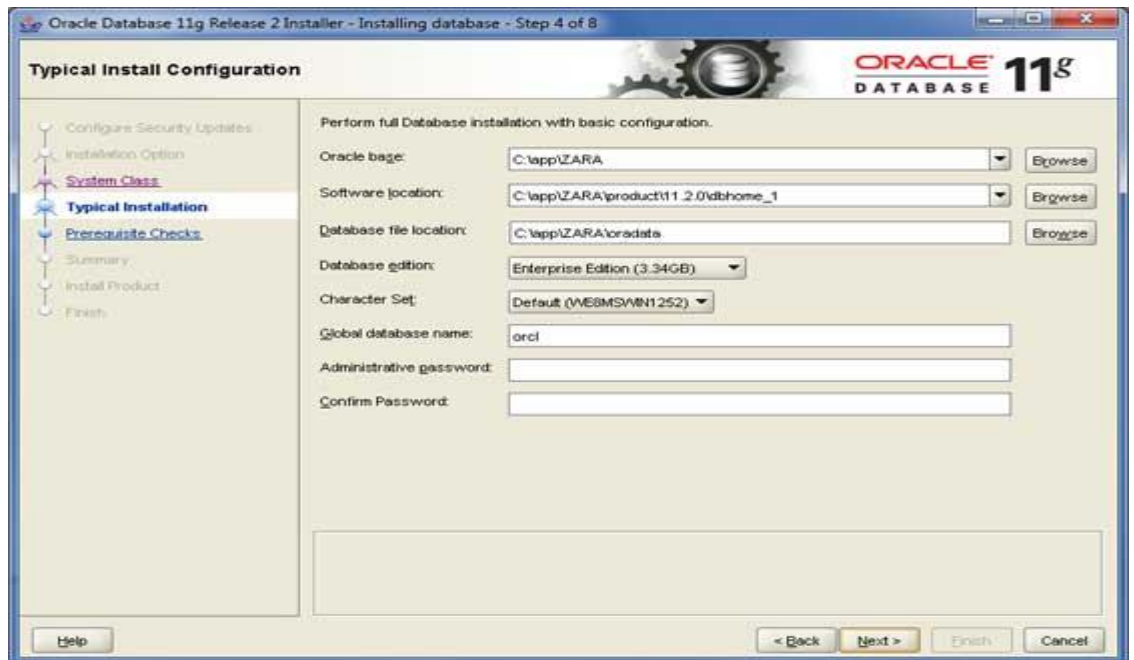 Oracle Database 11g Release 2 Installer - Installing database - Step 4 of 8
Typical Install Configuration
ORACLE DATABASE 11g
Configure Security Updates
Installation Option
System Class
Typical Installation
Prerequisite Checks
Summary
Install Product
Finish
Perform full Database installation with basic configuration.
Oracle base: C:\app\ZARA Browse
Software location: C:\app\ZARA\product\11.2.0\dbhome_1 Browse
Database file location: C:\app\ZARA\oradata Browse
Database edition: Enterprise Edition (3.34GB)
Character Set: Default (WE8MSWIN1252)
Global database name: orcl
Administrative password:
Confirm Password:
Help < Back Next > Finish Cancel